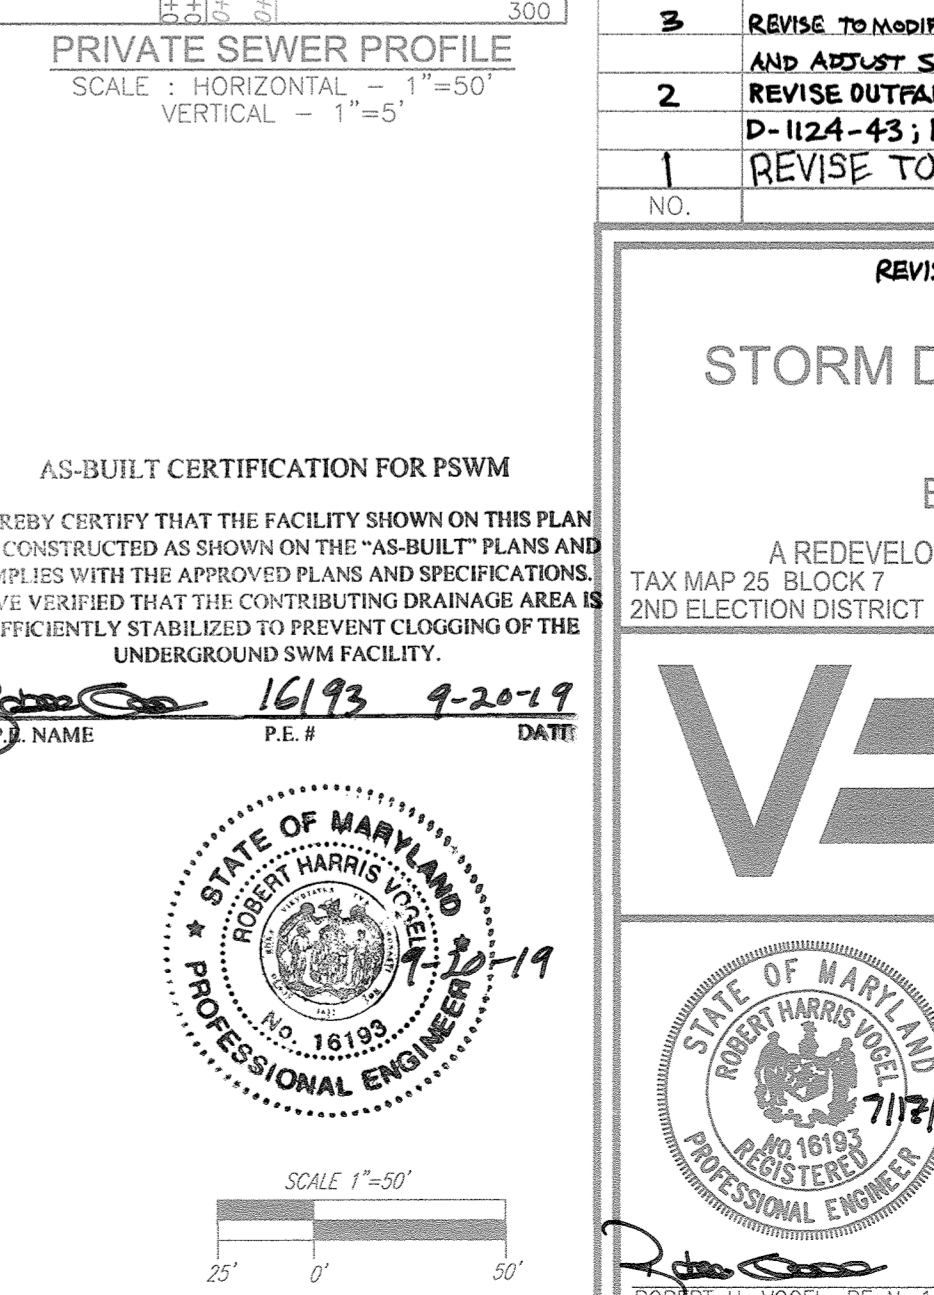 300
PRIVATE SEWER PROFILE
SCALE : HORIZONTAL – 1"=50'
VERTICAL – 1"=5'
3 REVISE TO MODIF
AND ADJUST S
2 REVISE OUTFA
D-1124-43;
1 REVISE TO
NO.
REVIS
STORM D
A REDEVELO
TAX MAP 25 BLOCK 7
2ND ELECTION DISTRICT
AS-BUILT CERTIFICATION FOR PSWM
REBY CERTIFY THAT THE FACILITY SHOWN ON THIS PLAN
CONSTRUCTED AS SHOWN ON THE “AS-BUILT” PLANS AND
MPLIES WITH THE APPROVED PLANS AND SPECIFICATIONS.
VE VERIFIED THAT THE CONTRIBUTING DRAINAGE AREA IS
FFICIENTLY STABILIZED TO PREVENT CLOGGING OF THE
UNDERGROUND SWM FACILITY.
16193 9-20-19
P.E. NAME P.E. # DATE
STATE OF MARYLAND
ROBERT HARRIS VOGEL
No. 16193
PROFESSIONAL ENGINEER
9-20-19
SCALE 1"=50'
25' 0' 50'
VE
STATE OF MARYLAND
ROBERT HARRIS VOGEL
NO. 16193
REGISTERED
PROFESSIONAL ENGINEER
ROBERT H. VOGEL, PE